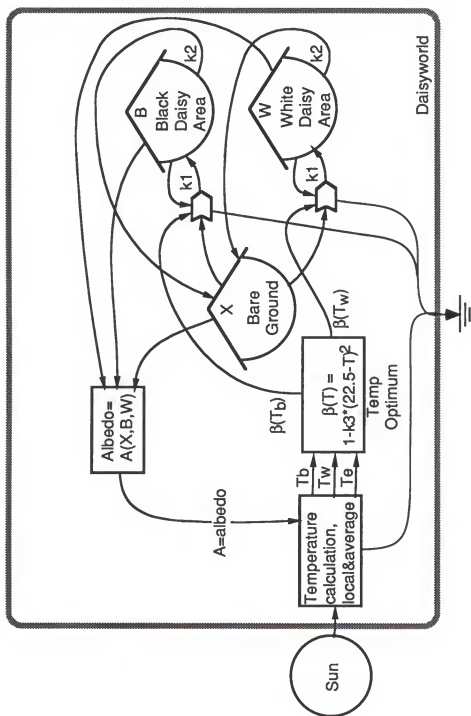 Sun
Temperature
calculation,
local&average
Tb
Tw
Te
β(T) =
1-k3*(22.5-T)2
Temp
Optimum
β(Tb)
β(Tw)
A=albedo
Albedo=
A(X,B,W)
X
Bare
Ground
B
Black
Daisy
Area
k1
k2
W
White
Daisy
Area
k1
k2
Daisyworld